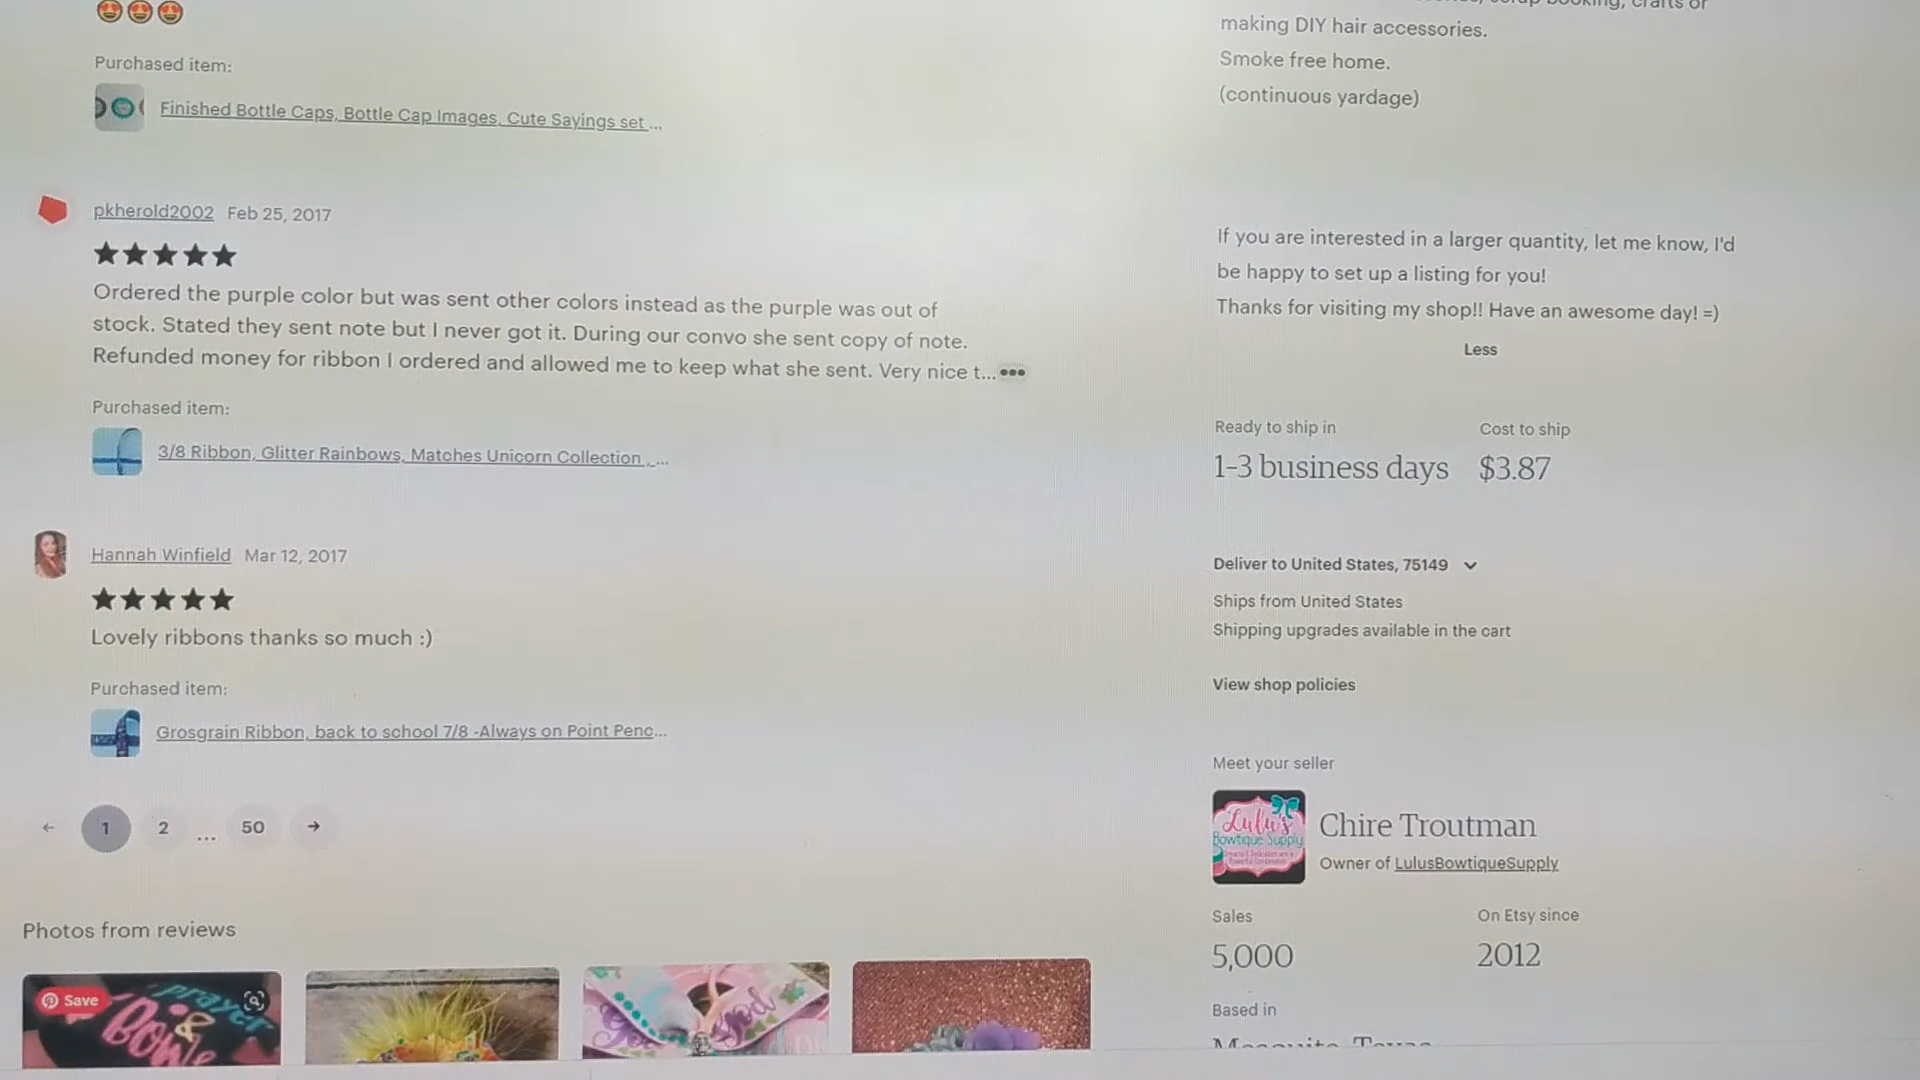 Purchased item:
Finished Bottle Caps, Bottle Cap Images, Cute Sayings set ...
pkherold2002 Feb 25, 2017
Ordered the purple color but was sent other colors instead as the purple was out of
stock. Stated they sent note but I never got it. During our convo she sent copy of note.
Refunded money for ribbon I ordered and allowed me to keep what she sent. Very nice t...
Purchased item:
3/8 Ribbon, Glitter Rainbows, Matches Unicorn Collection , ...
Hannah Winfield Mar 12, 2017
Lovely ribbons thanks so much :)
Purchased item:
Grosgrain Ribbon, back to school 7/8 -Always on Point Penc...
1 2 ... 50
Photos from reviews
Save
prayer
&
Bows
crafts or
making DIY hair accessories.
Smoke free home.
(continuous yardage)
If you are interested in a larger quantity, let me know, I'd
be happy to set up a listing for you!
Thanks for visiting my shop!! Have an awesome day! =)
Less
Ready to ship in Cost to ship
1-3 business days $3.87
Deliver to United States, 75149
Ships from United States
Shipping upgrades available in the cart
View shop policies
Meet your seller
Lulu's
Bowtique Supply
Chire Troutman
Owner of LulusBowtiqueSupply
Sales On Etsy since
5,000 2012
Based in
Mesquite, Texas